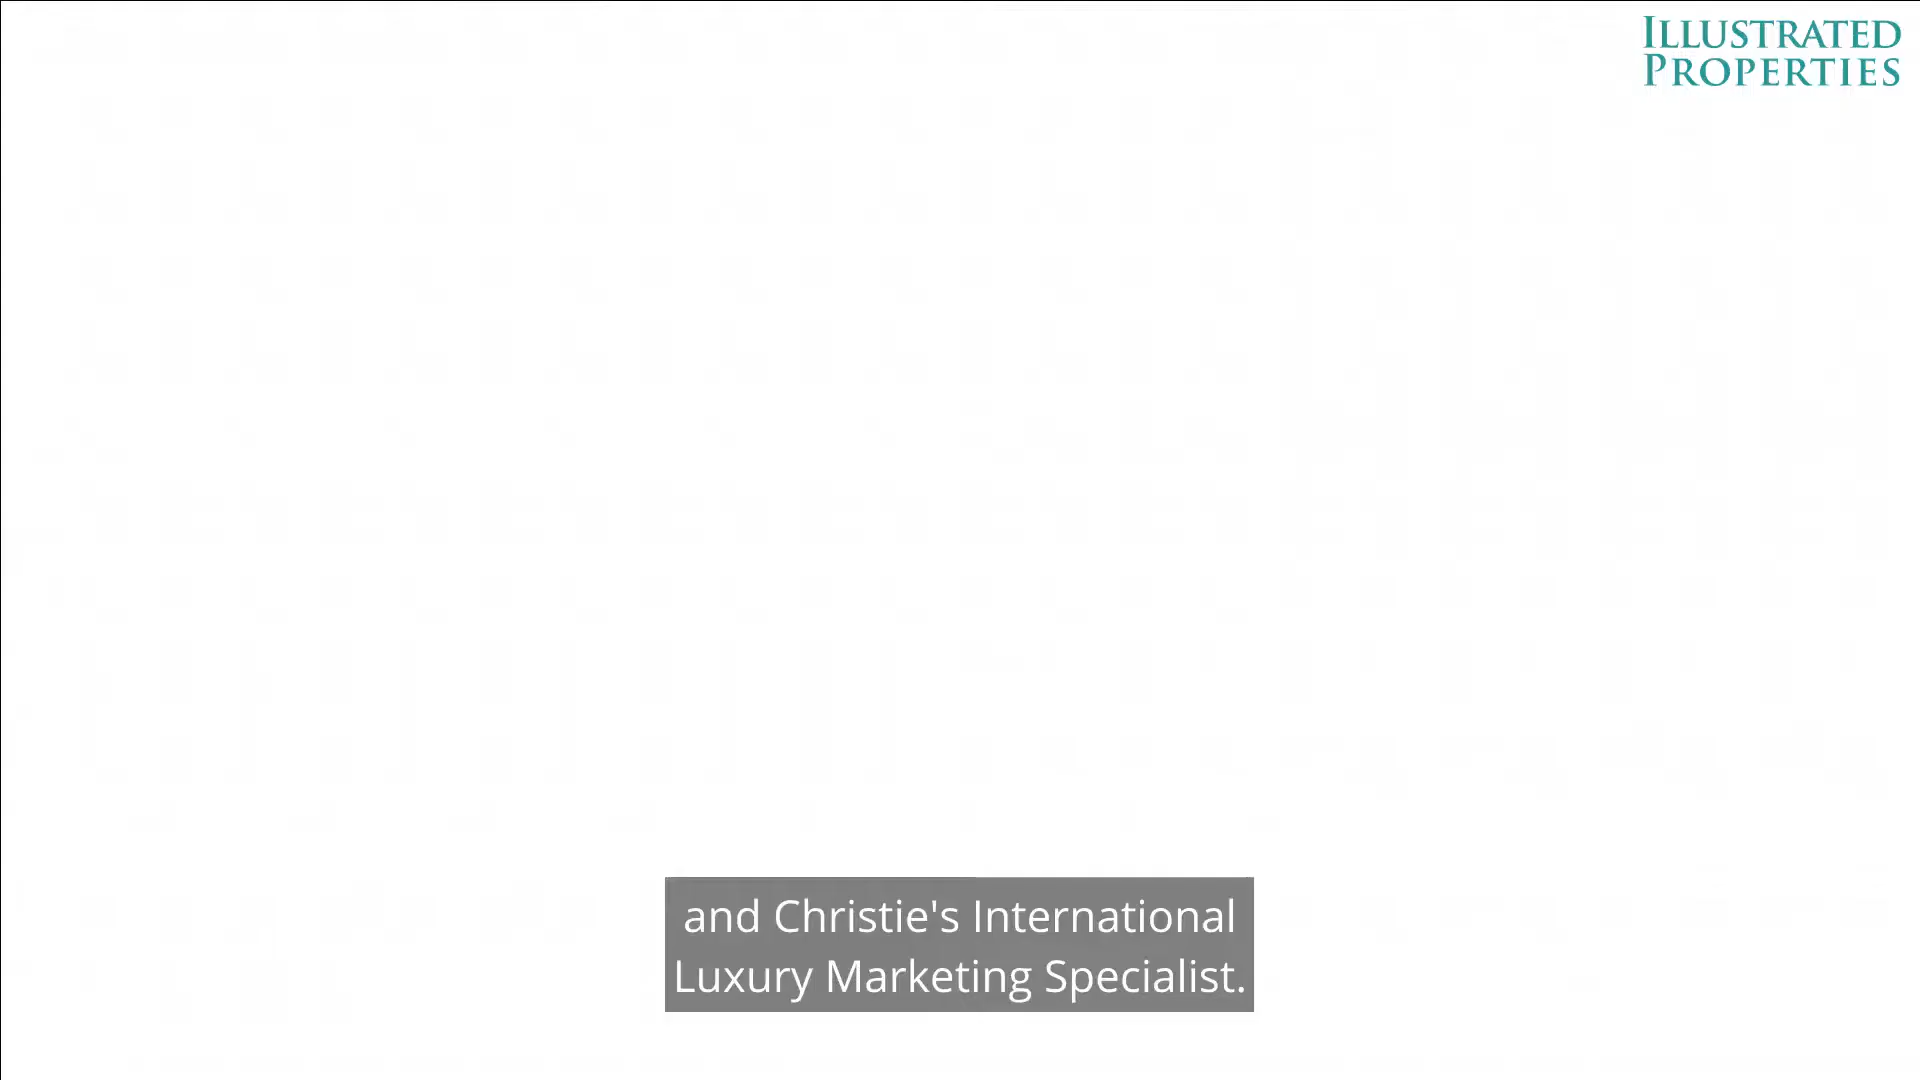 ILLUSTRATED
PROPERTIES
and Christie's International
Luxury Marketing Specialist.